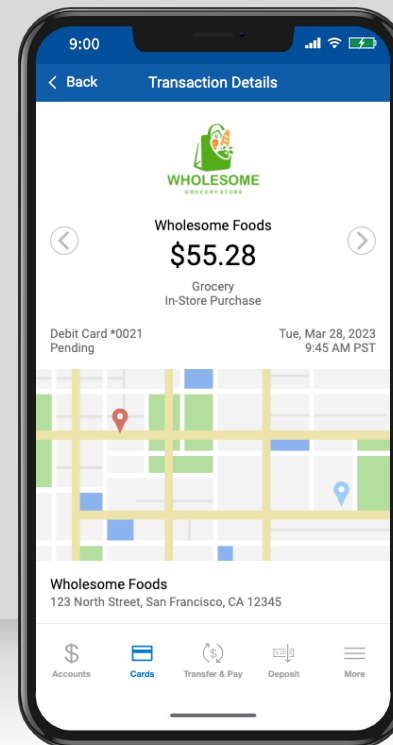 9:00
Back
Transaction Details
WHOLESOME
GROCERY STORE
Wholesome Foods
$55.28
Grocery
In-Store Purchase
Debit Card *0021
Tue, Mar 28, 2023
Pending
9:45 AM PST
Wholesome Foods
123 North Street, San Francisco, CA 12345
Accounts
Cards
Transfer & Pay
Deposit
More